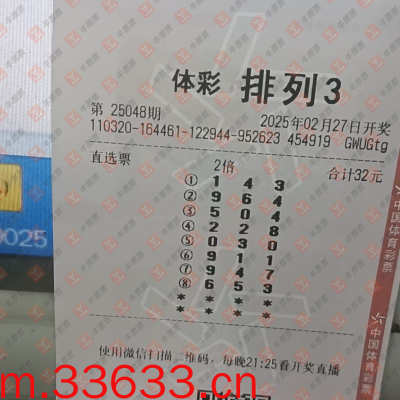 体彩 排列3
第 25048期 2025年02月27日开奖
110320-164461-122944-952623 454919 GWUGtg
直选票 2倍 合计32元
① 1 4 3
② 9 6 4
③ 5 0 4
④ 2 2 8
⑤ 0 3 0
⑥ 9 1 1
⑦ 9 4 7
⑧ 6 5 3
* * *
* * *
使用微信扫描二维码，每晚21:25看开奖直播
中国体育彩票
中国体育彩票
0025
m.33633.cn